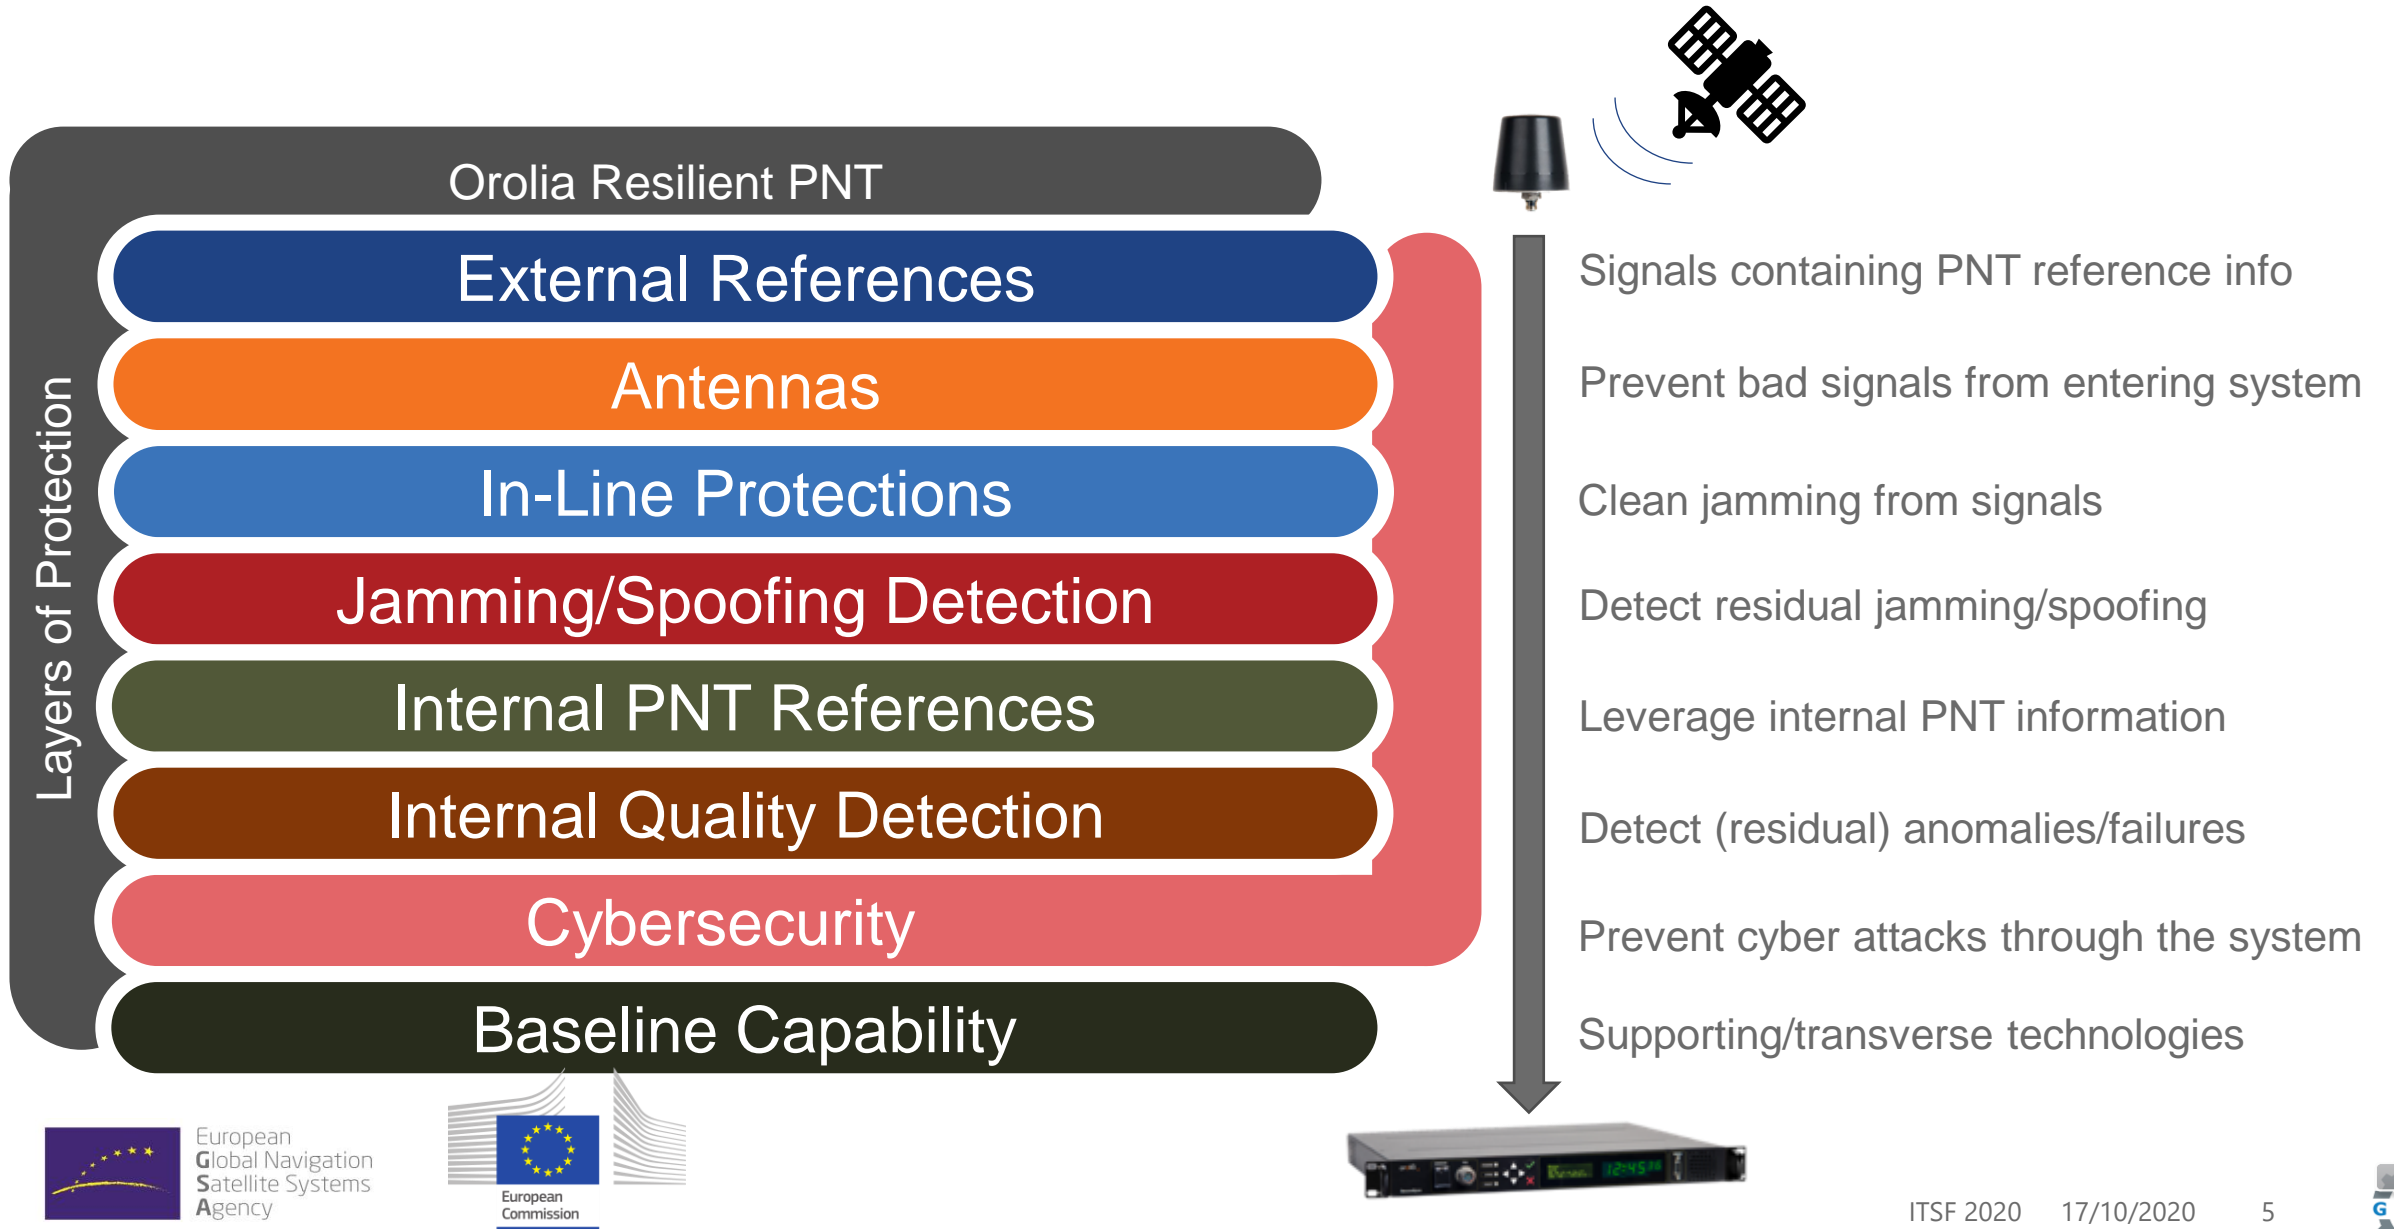 Orolia Resilient PNT
Layers of Protection
External References
Signals containing PNT reference info
Antennas
Prevent bad signals from entering system
In-Line Protections
Clean jamming from signals
Jamming/Spoofing Detection
Detect residual jamming/spoofing
Internal PNT References
Leverage internal PNT information
Internal Quality Detection
Detect (residual) anomalies/failures
Cybersecurity
Prevent cyber attacks through the system
Baseline Capability
Supporting/transverse technologies
European
Global Navigation
Satellite Systems
Agency
European
Commission
12:45
ITSF 2020 17/10/2020 5
G